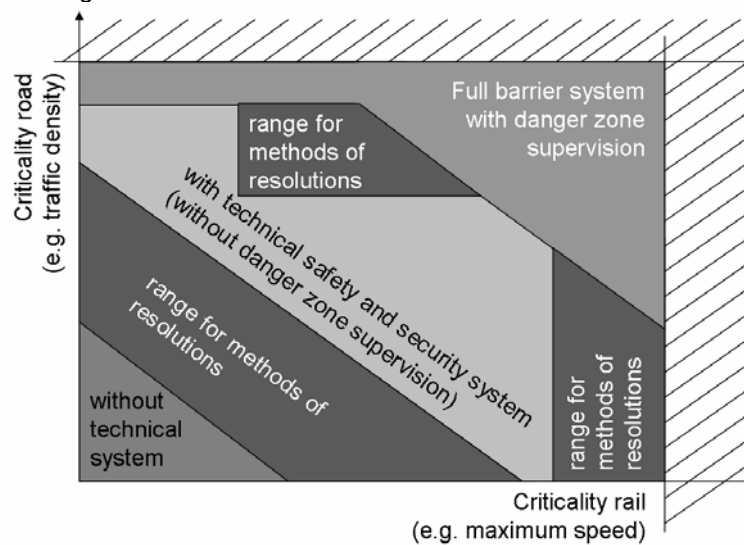 Criticality road
(e.g. traffic density)
Full barrier system
with danger zone
supervision
range for
methods of
resolutions
with technical safety and security system
(without danger zone supervision)
range for methods of
resolutions
without
technical
system
range for
methods of
resolutions
Criticality rail
(e.g. maximum speed)